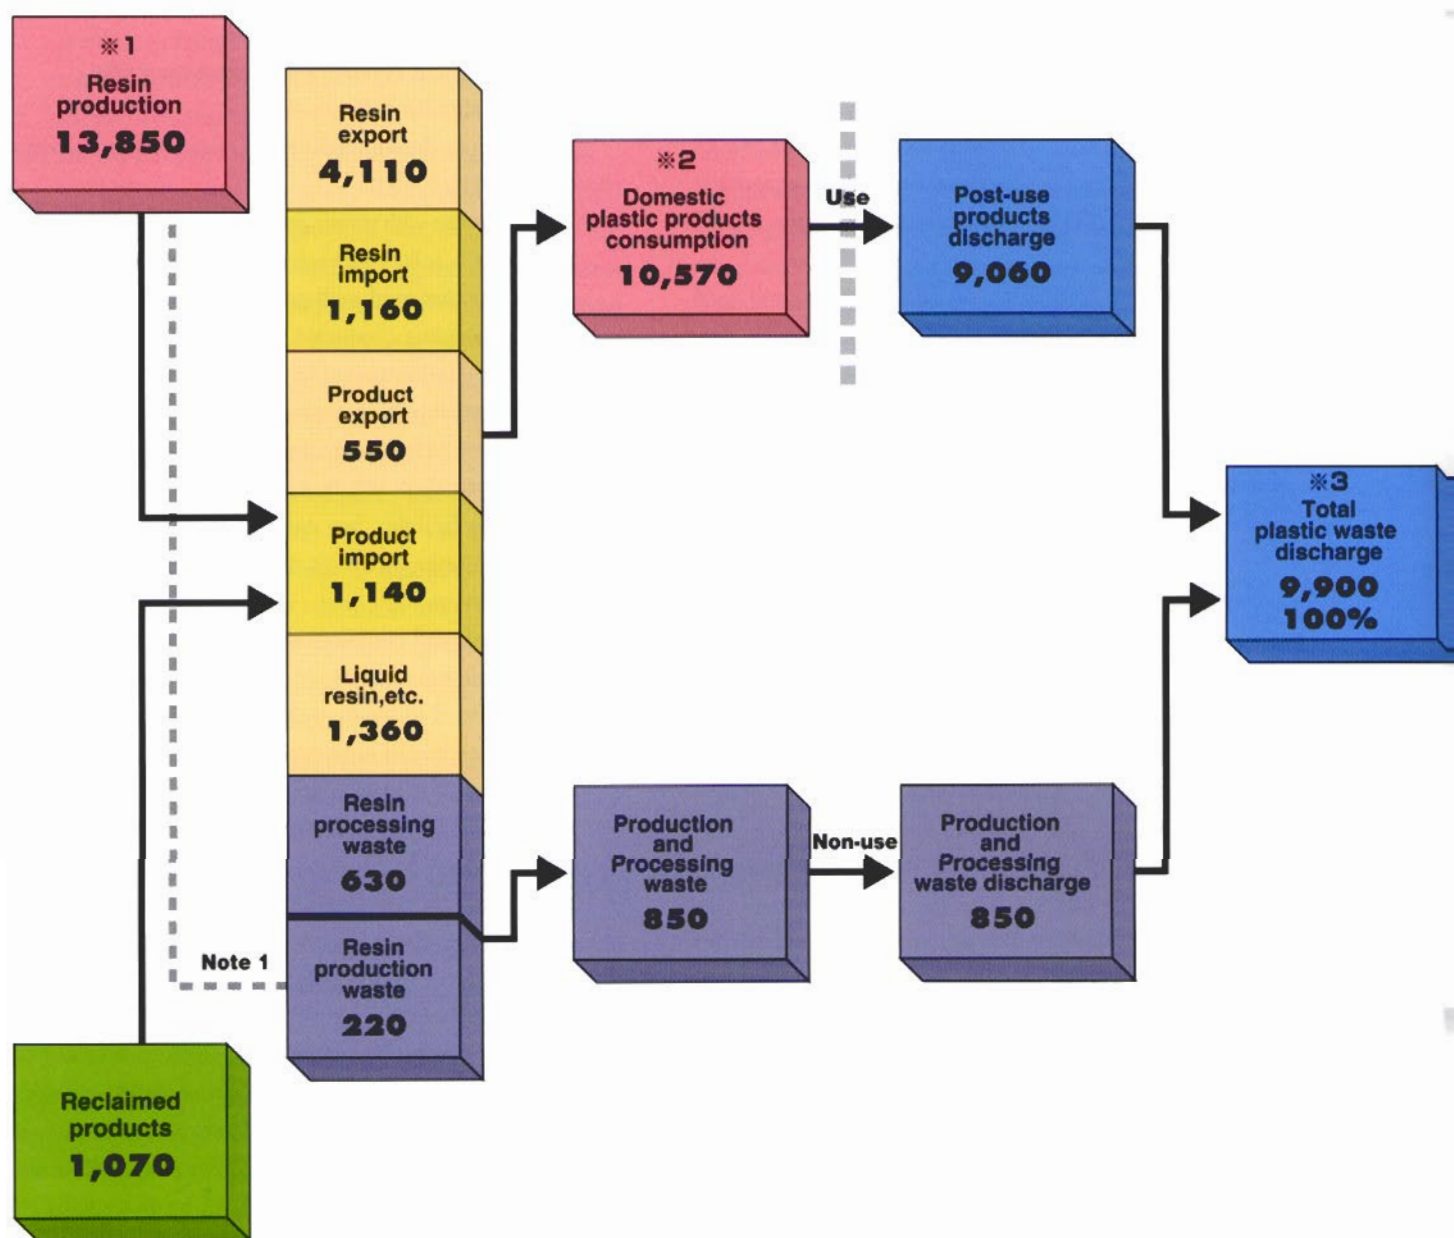 ※1
Resin
production
13,850
Resin
export
4,110
Resin
import
1,160
Product
export
550
Product
import
1,140
Liquid
resin,etc.
1,360
Resin
processing
waste
630
Resin
production
waste
220
Note 1
Reclaimed
products
1,070
※2
Domestic
plastic products
consumption
10,570
Use
Post-use
products
discharge
9,060
Production
and
Processing
waste
850
Non-use
Production
and
Processing
waste discharge
850
※3
Total
plastic waste
discharge
9,900
100%